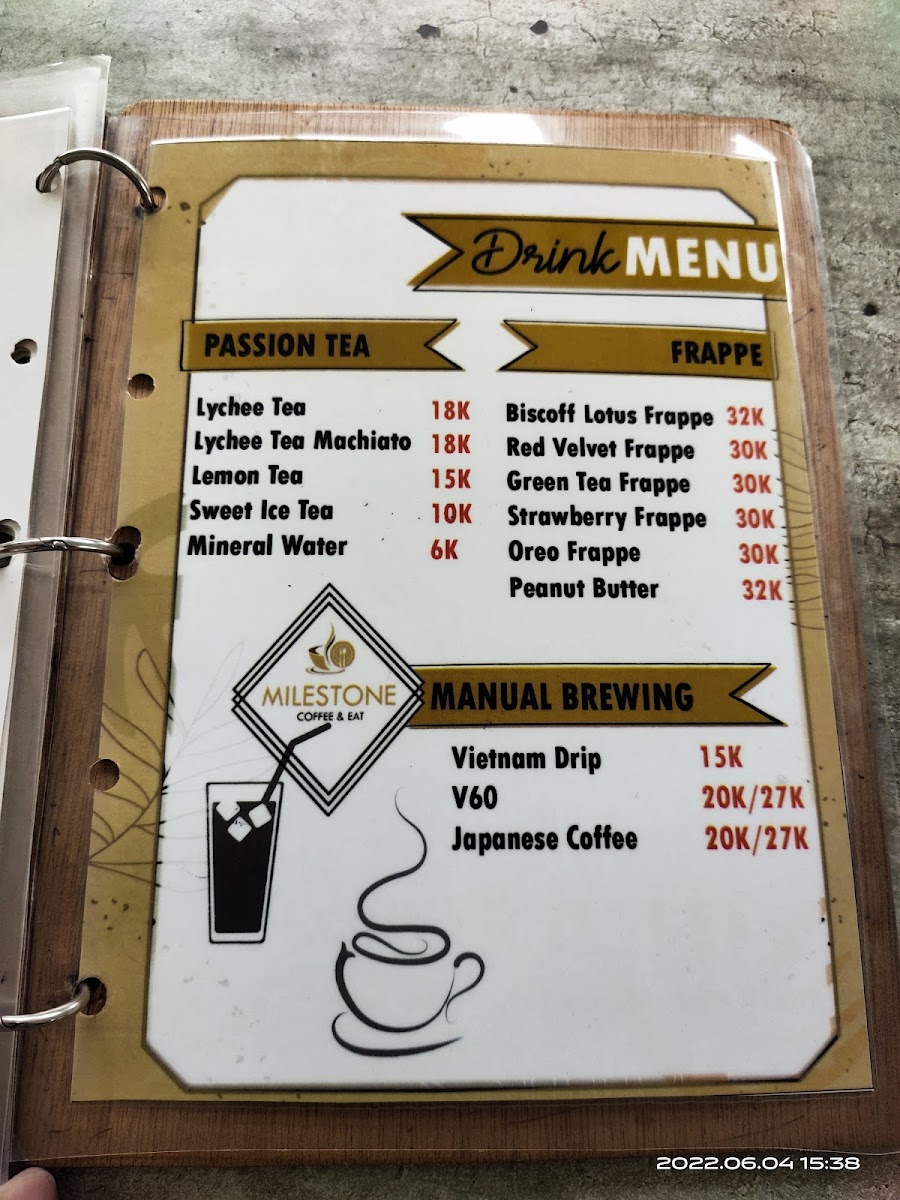 Drink MENU
PASSION TEA
Lychee Tea 18K
Lychee Tea Machiato 18K
Lemon Tea 15K
Sweet Ice Tea 10K
Mineral Water 6K
FRAPPE
Biscoff Lotus Frappe 32K
Red Velvet Frappe 30K
Green Tea Frappe 30K
Strawberry Frappe 30K
Oreo Frappe 30K
Peanut Butter 32K
MILESTONE
COFFEE & EAT
MANUAL BREWING
Vietnam Drip 15K
V60 20K/27K
Japanese Coffee 20K/27K
2022.06.04 15:38